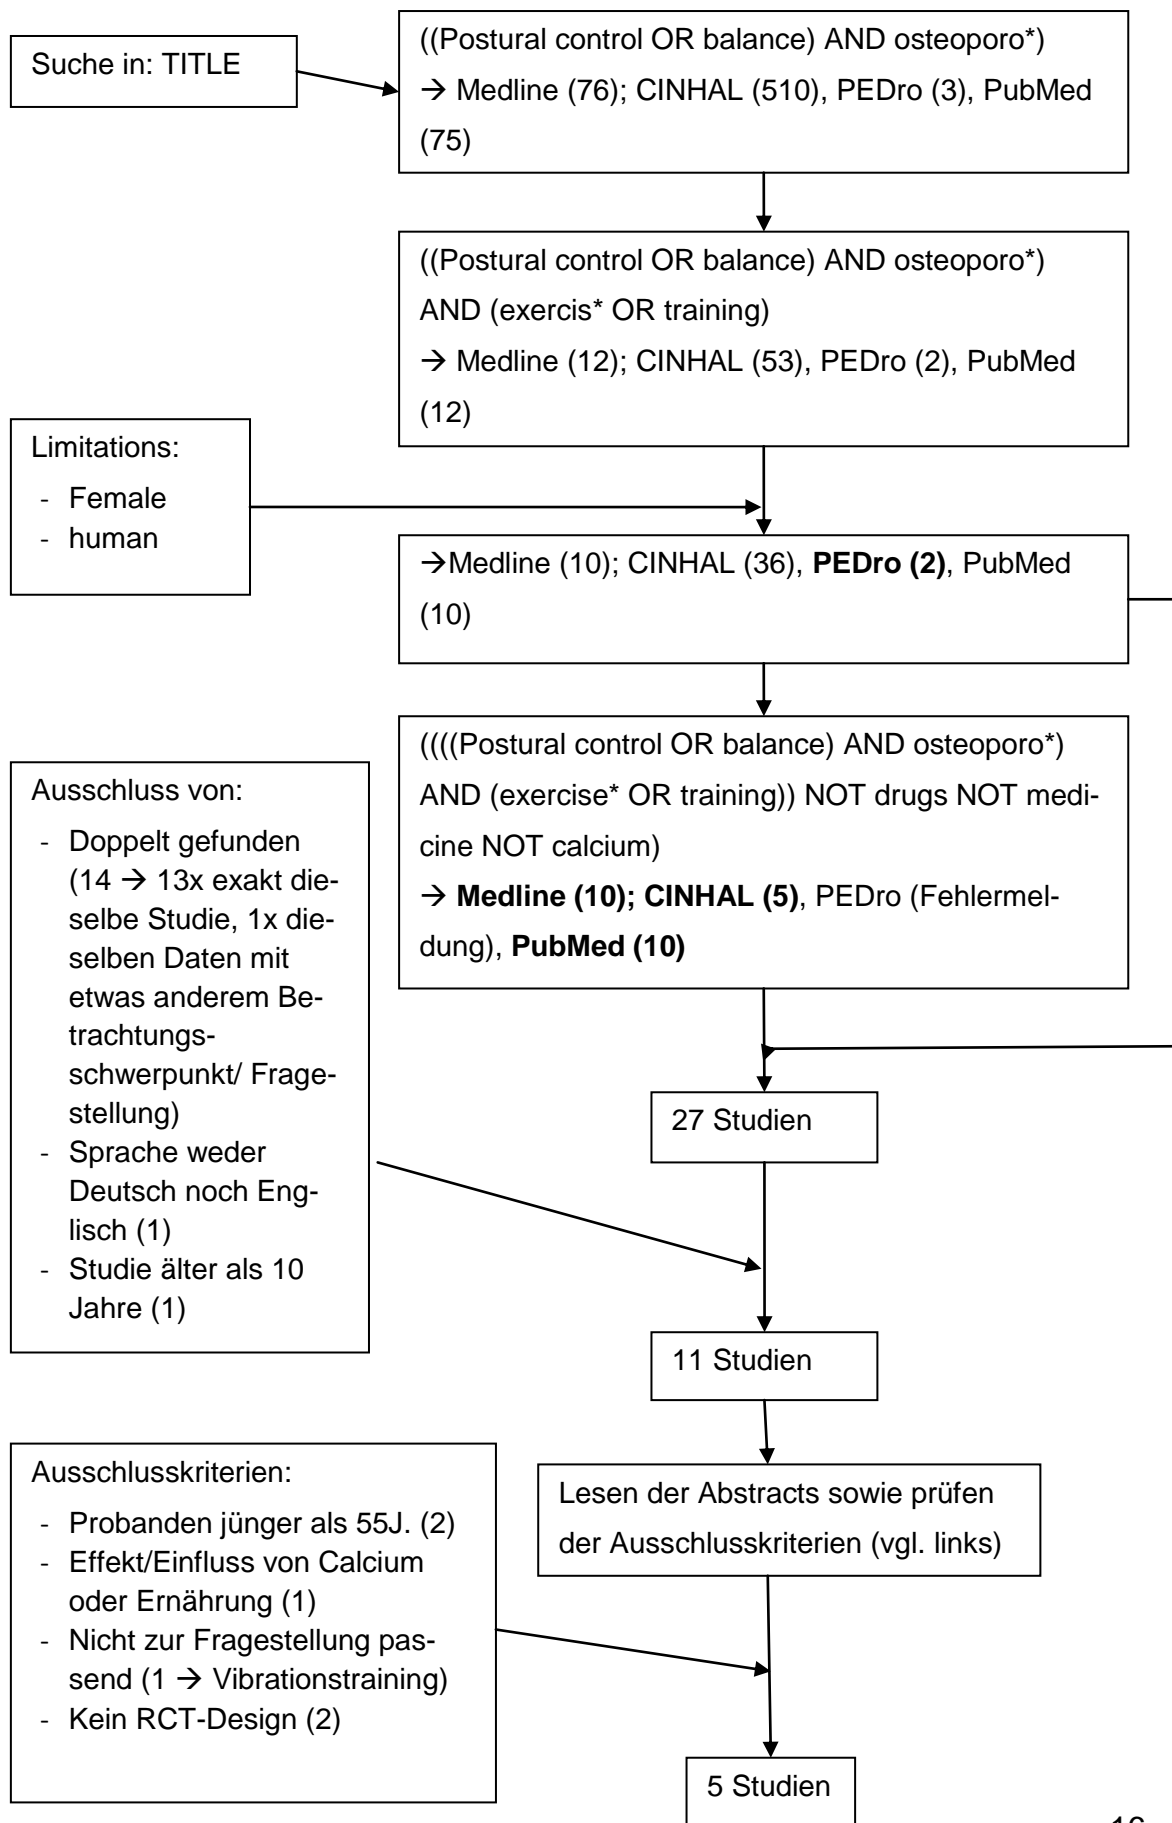 Suche in: TITLE
((Postural control OR balance) AND osteoporo*)
→ Medline (76); CINHAL (510), PEDro (3), PubMed
(75)
((Postural control OR balance) AND osteoporo*)
AND (exercis* OR training)
→ Medline (12); CINHAL (53), PEDro (2), PubMed
(12)
Limitations:
- Female
- human
→Medline (10); CINHAL (36), PEDro (2), PubMed
(10)
((((Postural control OR balance) AND osteoporo*)
AND (exercise* OR training)) NOT drugs NOT medi-
cine NOT calcium)
→ Medline (10); CINHAL (5), PEDro (Fehlermel-
dung), PubMed (10)
Ausschluss von:
- Doppelt gefunden
(14 → 13x exakt die-
selbe Studie, 1x die-
selben Daten mit
etwas anderem Be-
trachtungs-
schwerpunkt/ Frage-
stellung)
- Sprache weder
Deutsch noch Eng-
lisch (1)
- Studie älter als 10
Jahre (1)
27 Studien
11 Studien
Ausschlusskriterien:
- Probanden jünger als 55J. (2)
- Effekt/Einfluss von Calcium
oder Ernährung (1)
- Nicht zur Fragestellung pas-
send (1 → Vibrationstraining)
- Kein RCT-Design (2)
Lesen der Abstracts sowie prüfen
der Ausschlusskriterien (vgl. links)
5 Studien
16